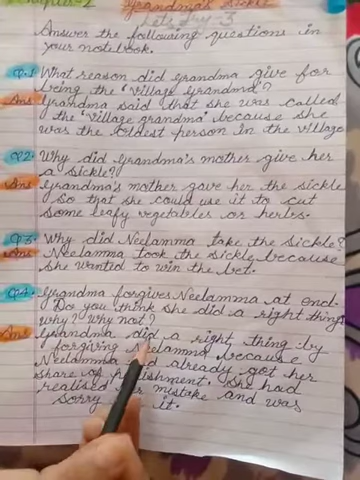 Chapter-2 Grandma's Sickle
Let's Try-3
Answer the following questions in
your notebook.
Q.1 What reason did grandma give for
being the 'village grandma'?
Ans Grandma said that she was called
the 'village grandma' because she
was the oldest person in the village
Q2. Why did Grandma's mother give her
a sickle?
Ans Grandma's mother gave her the sickle
so that she could use it to cut
some leafy vegetables or herbs.
Q3. Why did Neelamma take the sickle?
Ans Neelamma took the sickle because
she wanted to win the bet.
Q4. Grandma forgives Neelamma at end.
Do you think she did a right thing?
Why? Why not?
Ans Grandma did a right thing by
forgiving Neelamma because
Neelamma had already got her
share of She had
realised mistake and was
sorry it.